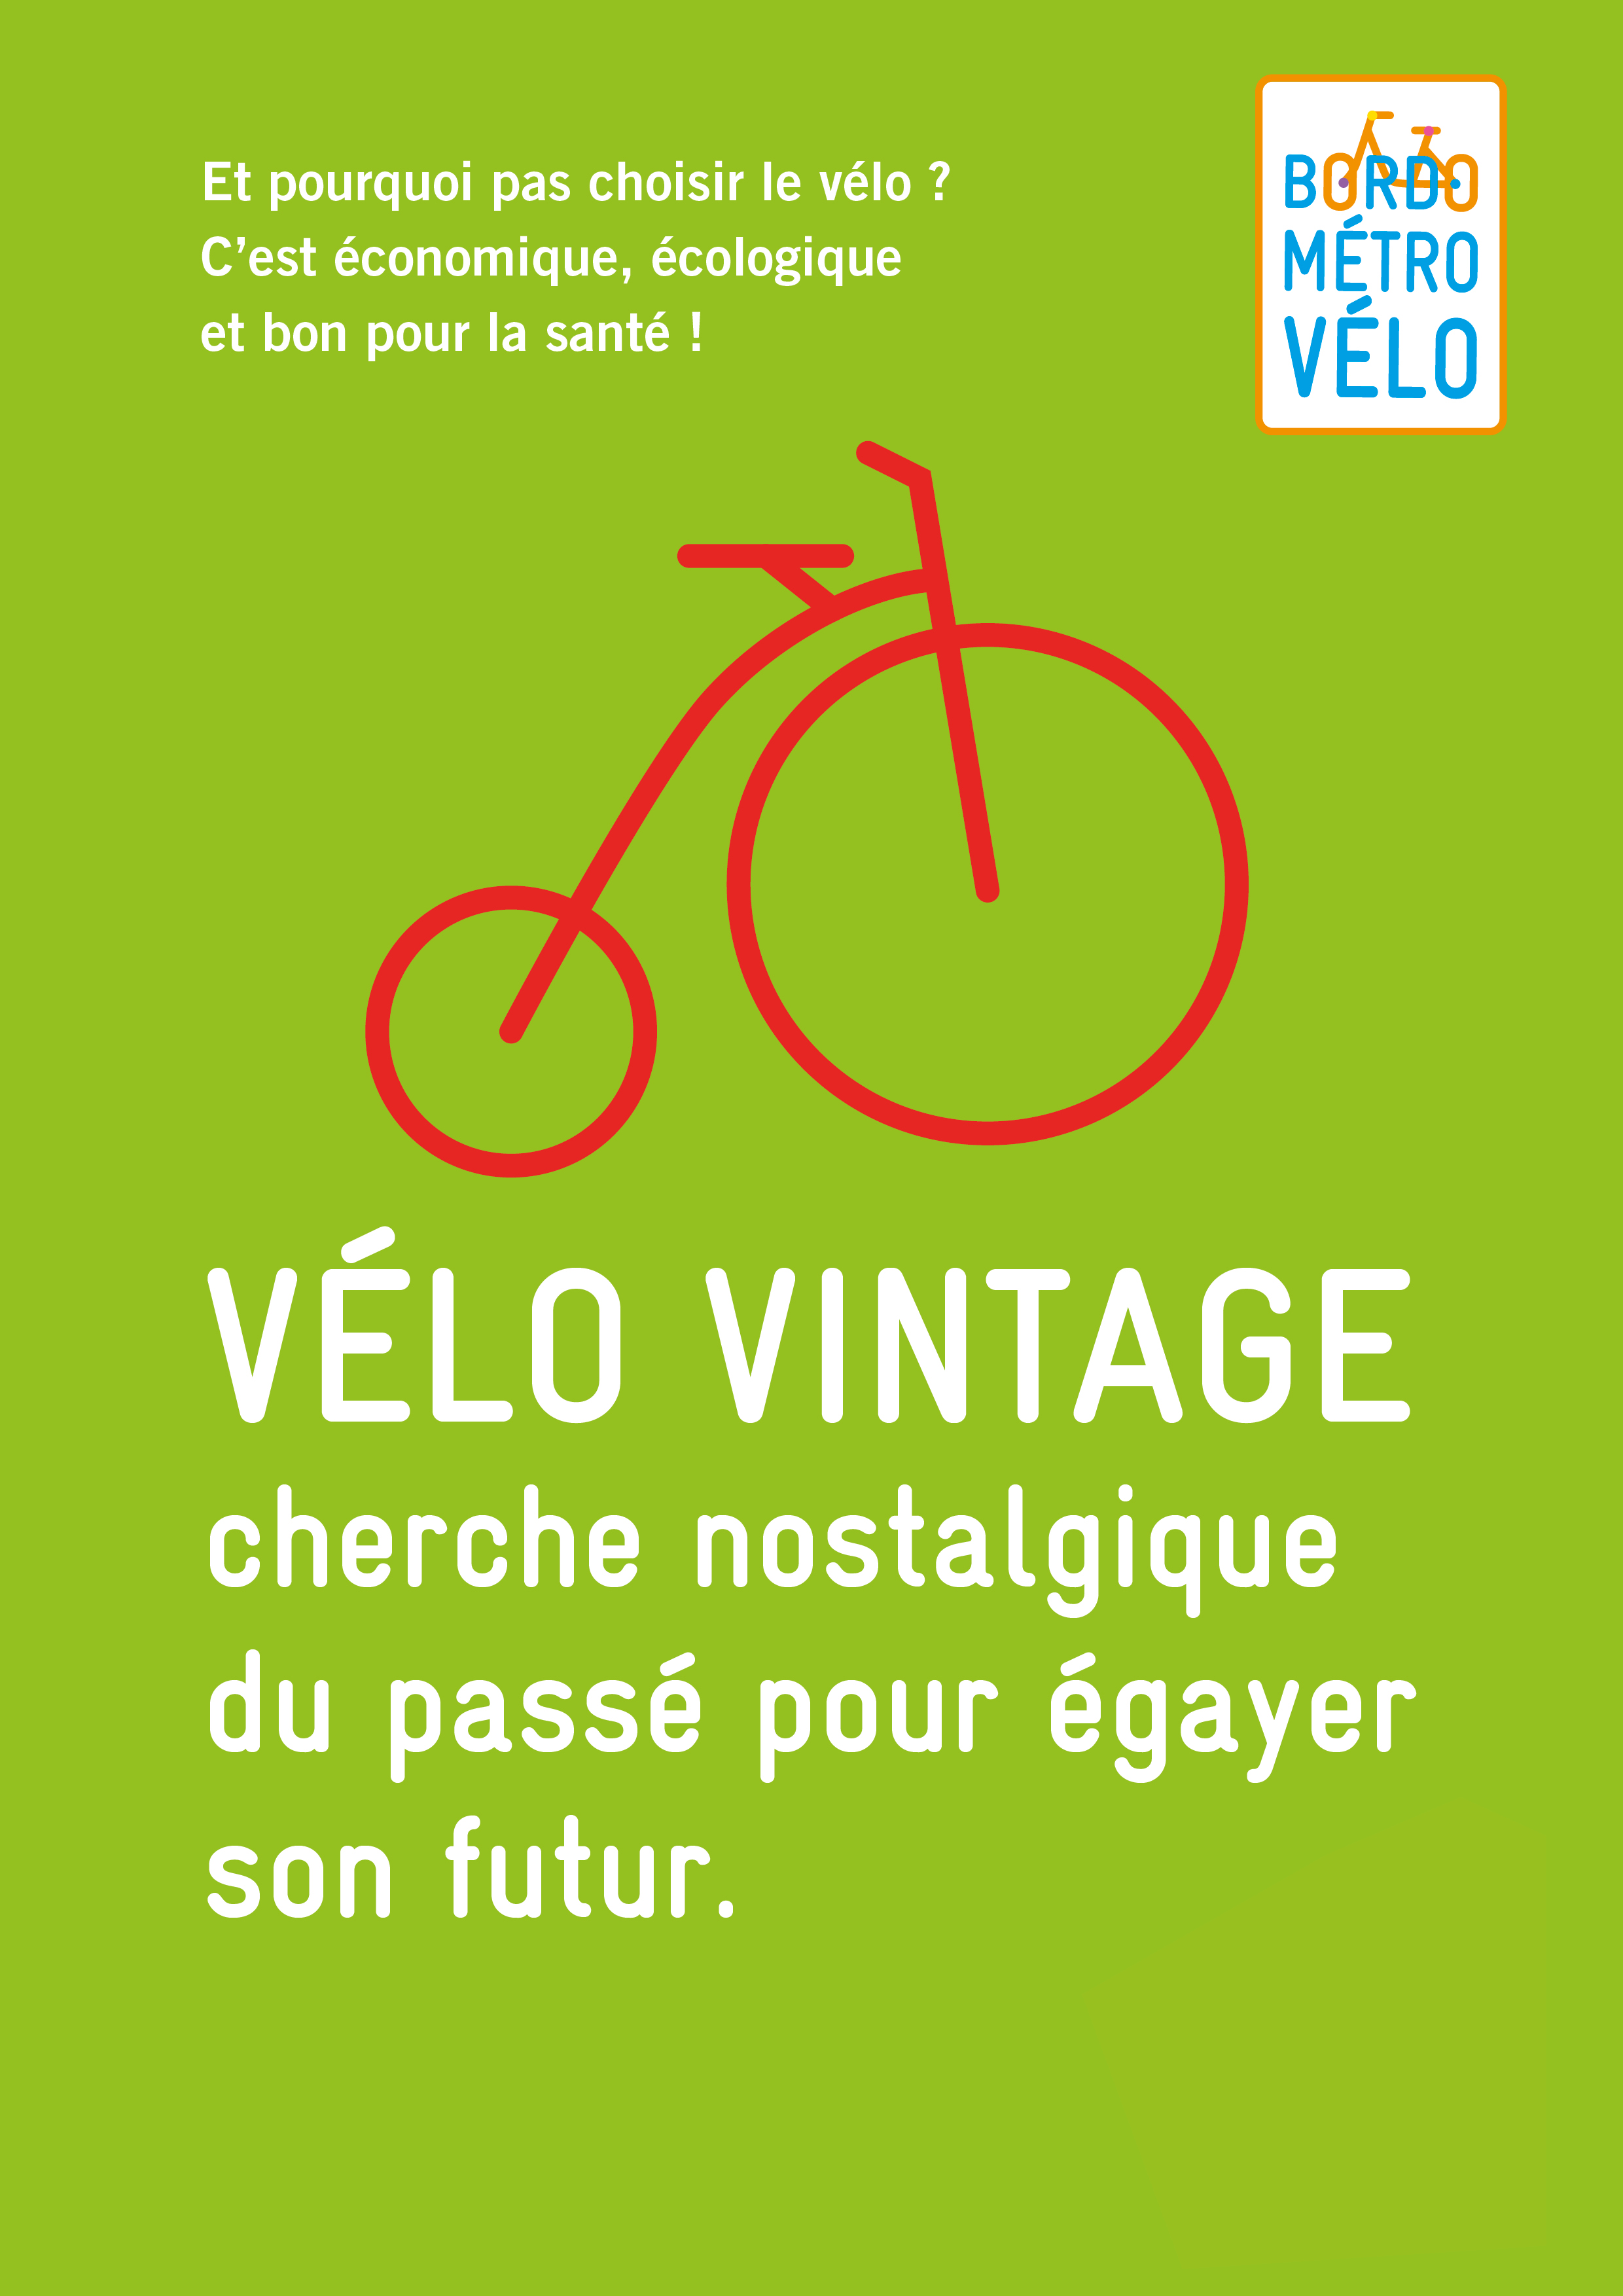 Et pourquoi pas choisir le vélo ?
C’est économique, écologique
et bon pour la santé !
BORDO
MÉTRO
VÉLO
VÉLO VINTAGE
cherche nostalgique
du passé pour égayer
son futur.